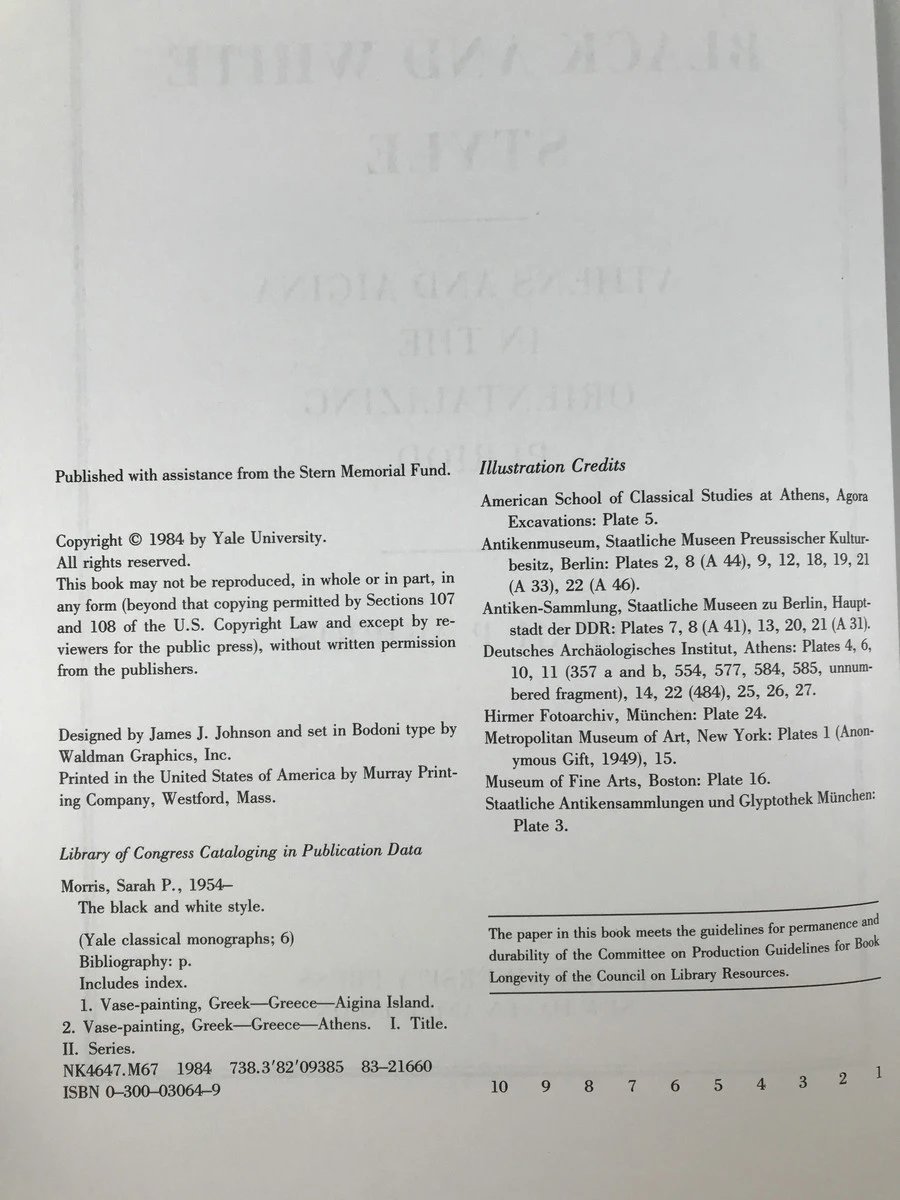 BLACK AND WHITE
STYLE
ATHENS AND AIGINA
IN THE
ORIENTALIZING
PERIOD
Published with assistance from the Stern Memorial Fund.
Copyright © 1984 by Yale University.
All rights reserved.
This book may not be reproduced, in whole or in part, in
any form (beyond that copying permitted by Sections 107
and 108 of the U.S. Copyright Law and except by re-
viewers for the public press), without written permission
from the publishers.
Designed by James J. Johnson and set in Bodoni type by
Waldman Graphics, Inc.
Printed in the United States of America by Murray Print-
ing Company, Westford, Mass.
Library of Congress Cataloging in Publication Data
Morris, Sarah P., 1954–
The black and white style.
(Yale classical monographs; 6)
Bibliography: p.
Includes index.
1. Vase-painting, Greek—Greece—Aigina Island.
2. Vase-painting, Greek—Greece—Athens. I. Title.
II. Series.
NK4647.M67 1984 738.3′82′09385 83–21660
ISBN 0–300–03064–9
Illustration Credits
American School of Classical Studies at Athens, Agora
Excavations: Plate 5.
Antikenmuseum, Staatliche Museen Preussischer Kultur-
besitz, Berlin: Plates 2, 8 (A 44), 9, 12, 18, 19, 21
(A 33), 22 (A 46).
Antiken-Sammlung, Staatliche Museen zu Berlin, Haupt-
stadt der DDR: Plates 7, 8 (A 41), 13, 20, 21 (A 31).
Deutsches Archäologisches Institut, Athens: Plates 4, 6,
10, 11 (357 a and b, 554, 577, 584, 585, unnum-
bered fragment), 14, 22 (484), 25, 26, 27.
Hirmer Fotoarchiv, München: Plate 24.
Metropolitan Museum of Art, New York: Plates 1 (Anon-
ymous Gift, 1949), 15.
Museum of Fine Arts, Boston: Plate 16.
Staatliche Antikensammlungen und Glyptothek München:
Plate 3.
The paper in this book meets the guidelines for permanence and
durability of the Committee on Production Guidelines for Book
Longevity of the Council on Library Resources.
10 9 8 7 6 5 4 3 2 1